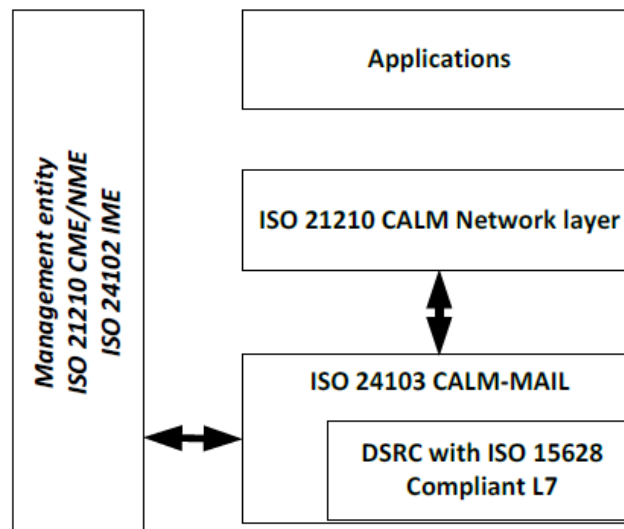 Management entity
ISO 21210 CME/NME
ISO 24102 IME
Applications
ISO 21210 CALM Network layer
ISO 24103 CALM-MAIL
DSRC with ISO 15628
Compliant L7